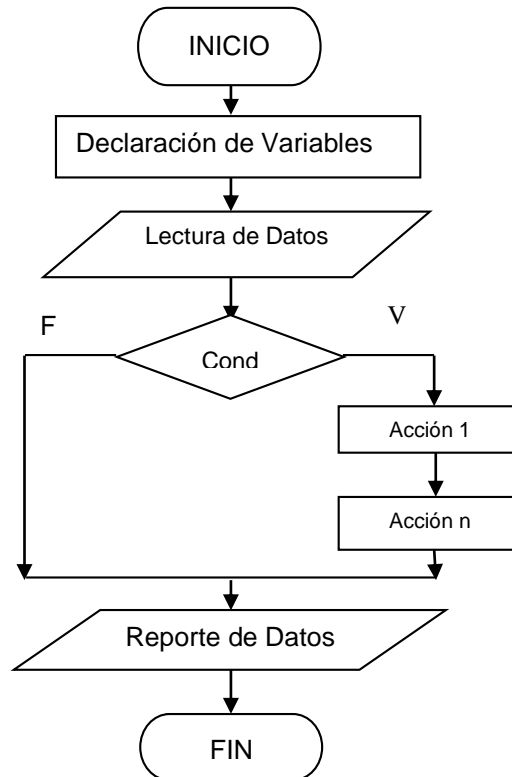 INICIO
Declaración de Variables
Lectura de Datos
F
V
Cond
Acción 1
Acción n
Reporte de Datos
FIN